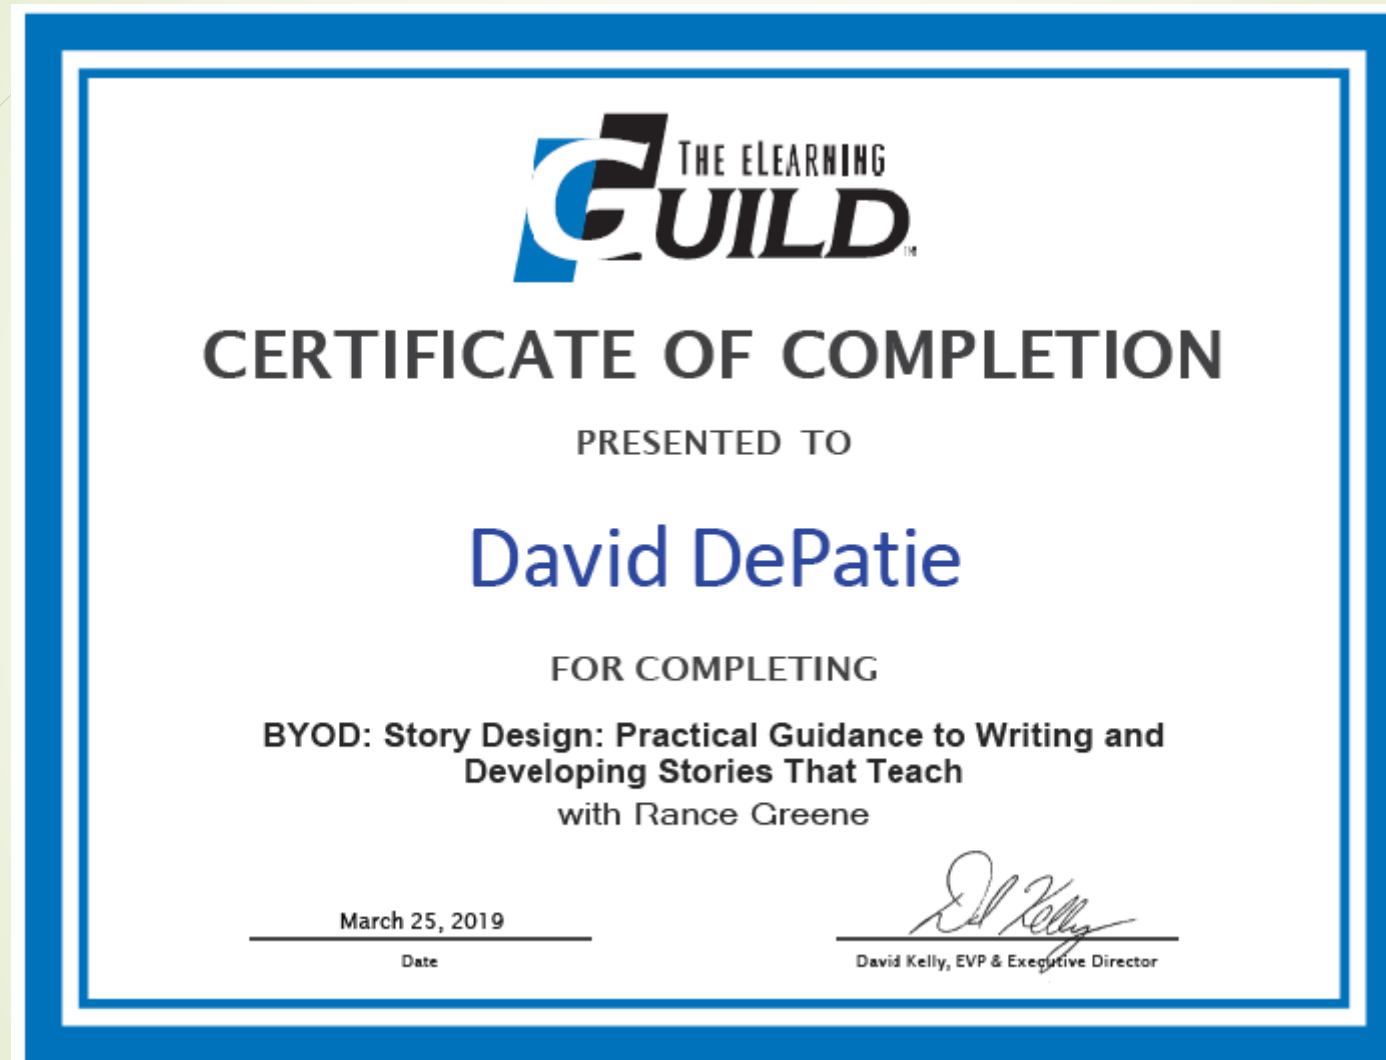 THE ELEARNING
GUILD™
CERTIFICATE OF COMPLETION
PRESENTED TO
David DePatie
FOR COMPLETING
BYOD: Story Design: Practical Guidance to Writing and
Developing Stories That Teach
with Rance Greene
March 25, 2019
Date
David Kelly, EVP & Executive Director